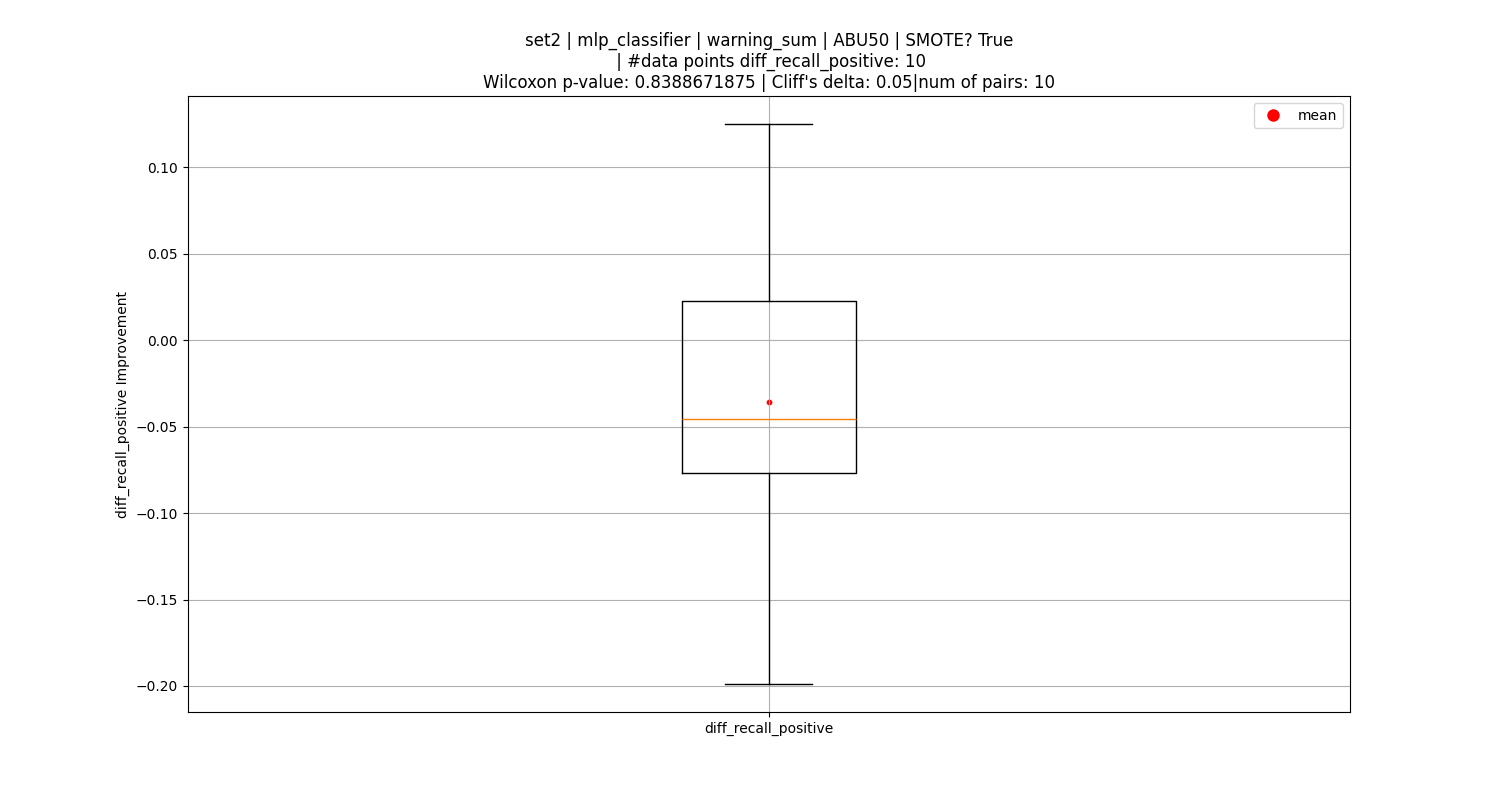 set2 | mlp_classifier | warning_sum | ABU50 | SMOTE? True
| #data points diff_recall_positive: 10
Wilcoxon p-value: 0.8388671875 | Cliff's delta: 0.05|num of pairs: 10
mean
0.10
0.05
0.00
−0.05
−0.10
−0.15
−0.20
diff_recall_positive Improvement
diff_recall_positive